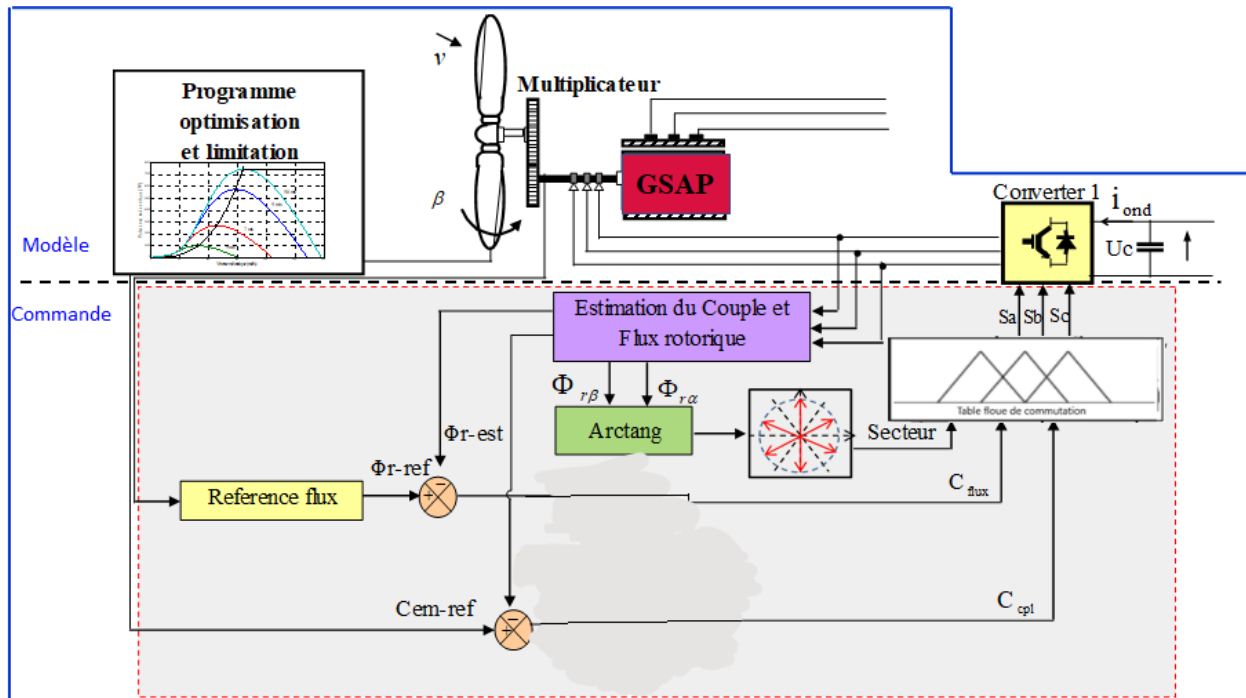 Programme
optimisation
et limitation
v
Multiplicateur
GSAP
β
Modèle
Converter 1
i ond
Uc
Commande
Estimation du Couple et
Flux rotorique
Sa Sb Sc
Φ rβ
Φ rα
Table floue de commutation
Arctang
Secteur
Φr-est
Φr-ref
Reference flux
+
−
C flux
Cem-ref
+
−
C cpl